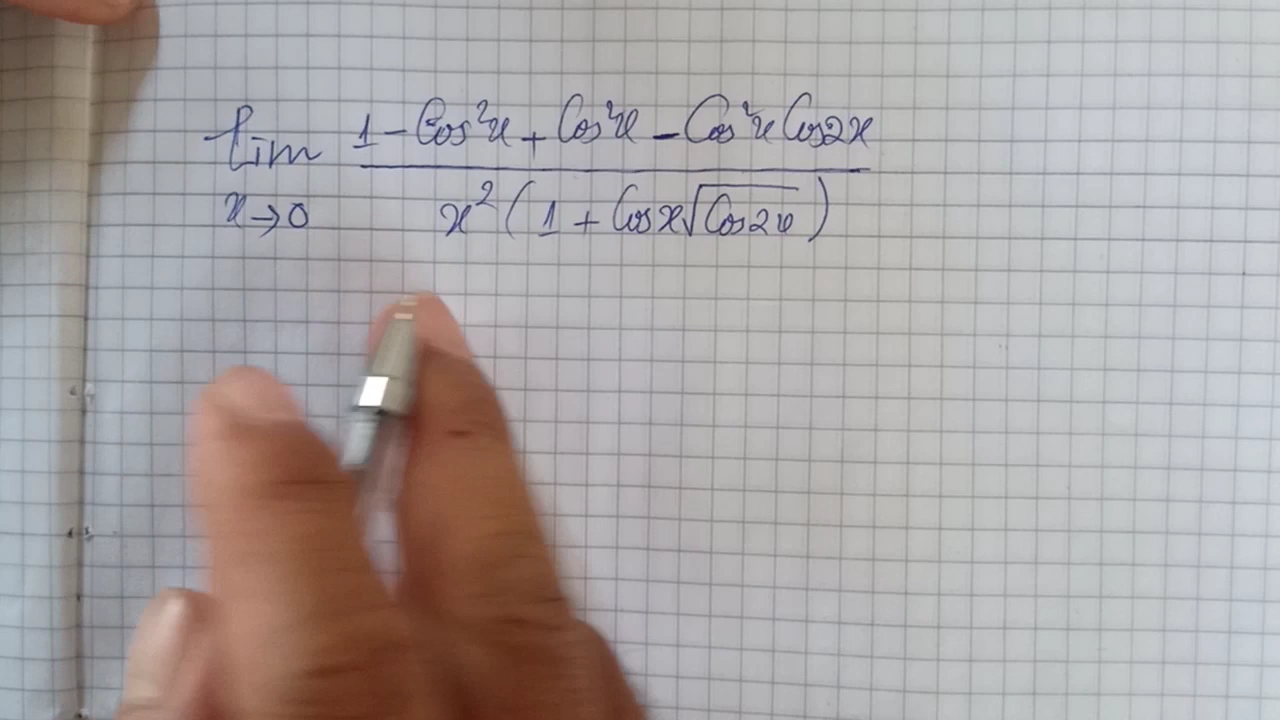 lim 1 - Cos²x + Cos²x - Cos²x Cos2x
x→0 x² ( 1 + Cosx√Cos2x )